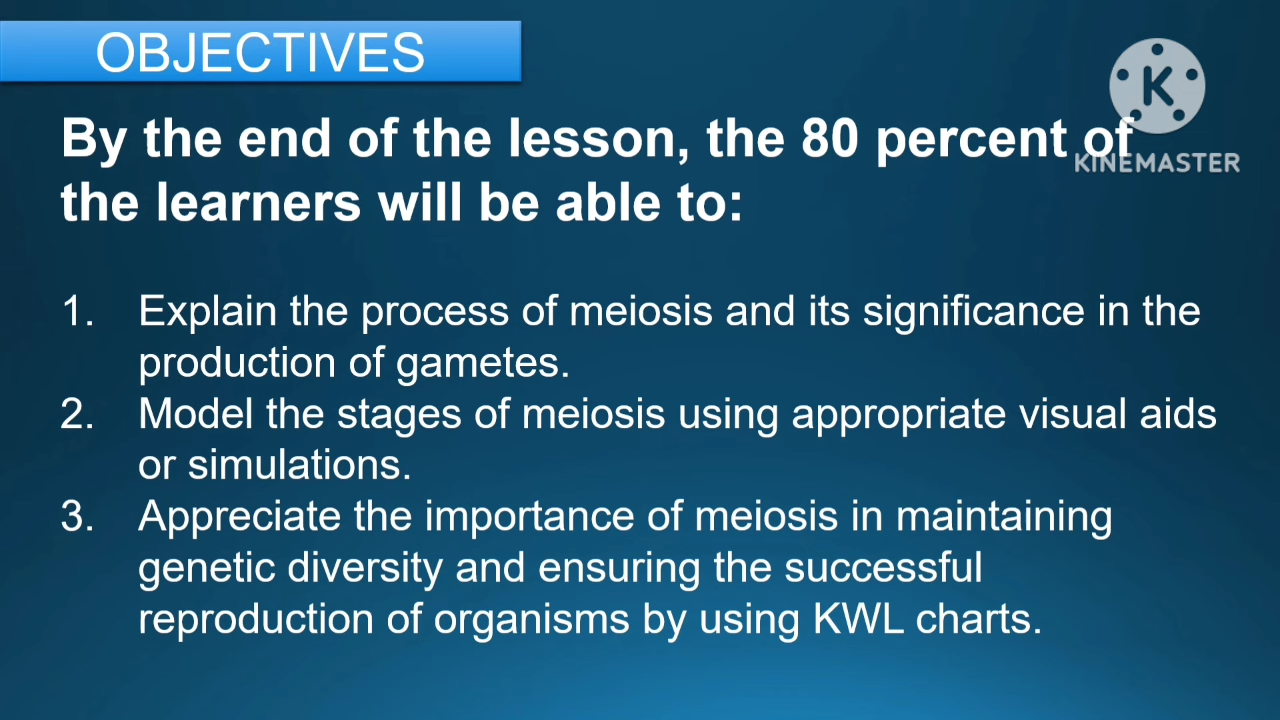 OBJECTIVES
K
KINEMASTER
By the end of the lesson, the 80 percent of
the learners will be able to:
1. Explain the process of meiosis and its significance in the
production of gametes.
2. Model the stages of meiosis using appropriate visual aids
or simulations.
3. Appreciate the importance of meiosis in maintaining
genetic diversity and ensuring the successful
reproduction of organisms by using KWL charts.